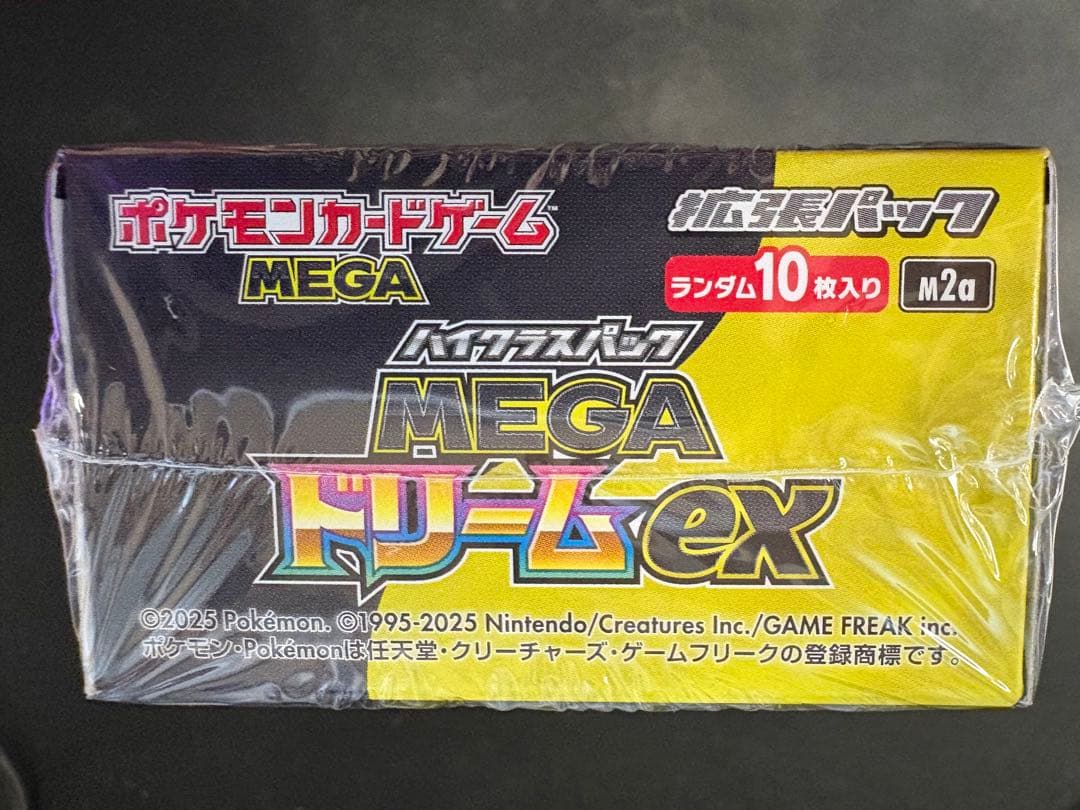 ポケモンカードゲーム™
MEGA
拡張パック
ランダム10枚入り
M2a
ハイクラスパック
MEGA
ドリームex
©2025 Pokémon. ©1995-2025 Nintendo/Creatures Inc./GAME FREAK inc.
ポケモン・Pokémonは任天堂・クリーチャーズ・ゲームフリークの登録商標です。